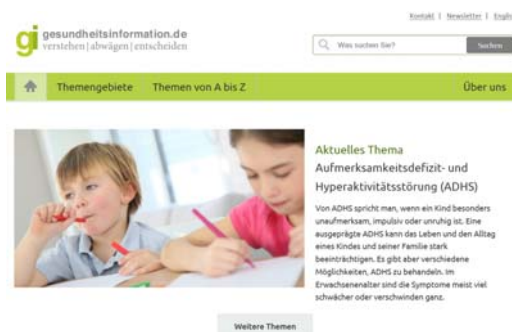 Kontakt | Newsletter | Englis
gi gesundheitsinformation.de
verstehen | abwägen | entscheiden
Was suchen Sie?
Suchen
Themengebiete Themen von A bis Z Über uns
Aktuelles Thema
Aufmerksamkeitsdefizit- und
Hyperaktivitätsstörung (ADHS)
Von ADHS spricht man, wenn ein Kind besonders
unaufmerksam, impulsiv oder unruhig ist. Eine
ausgeprägte ADHS kann das Leben und den Alltag
eines Kindes und seiner Familie stark
beeinträchtigen. Es gibt aber verschiedene
Möglichkeiten, ADHS zu behandeln. Im
Erwachsenenalter sind die Symptome meist viel
schwächer oder verschwinden ganz.
Weitere Themen